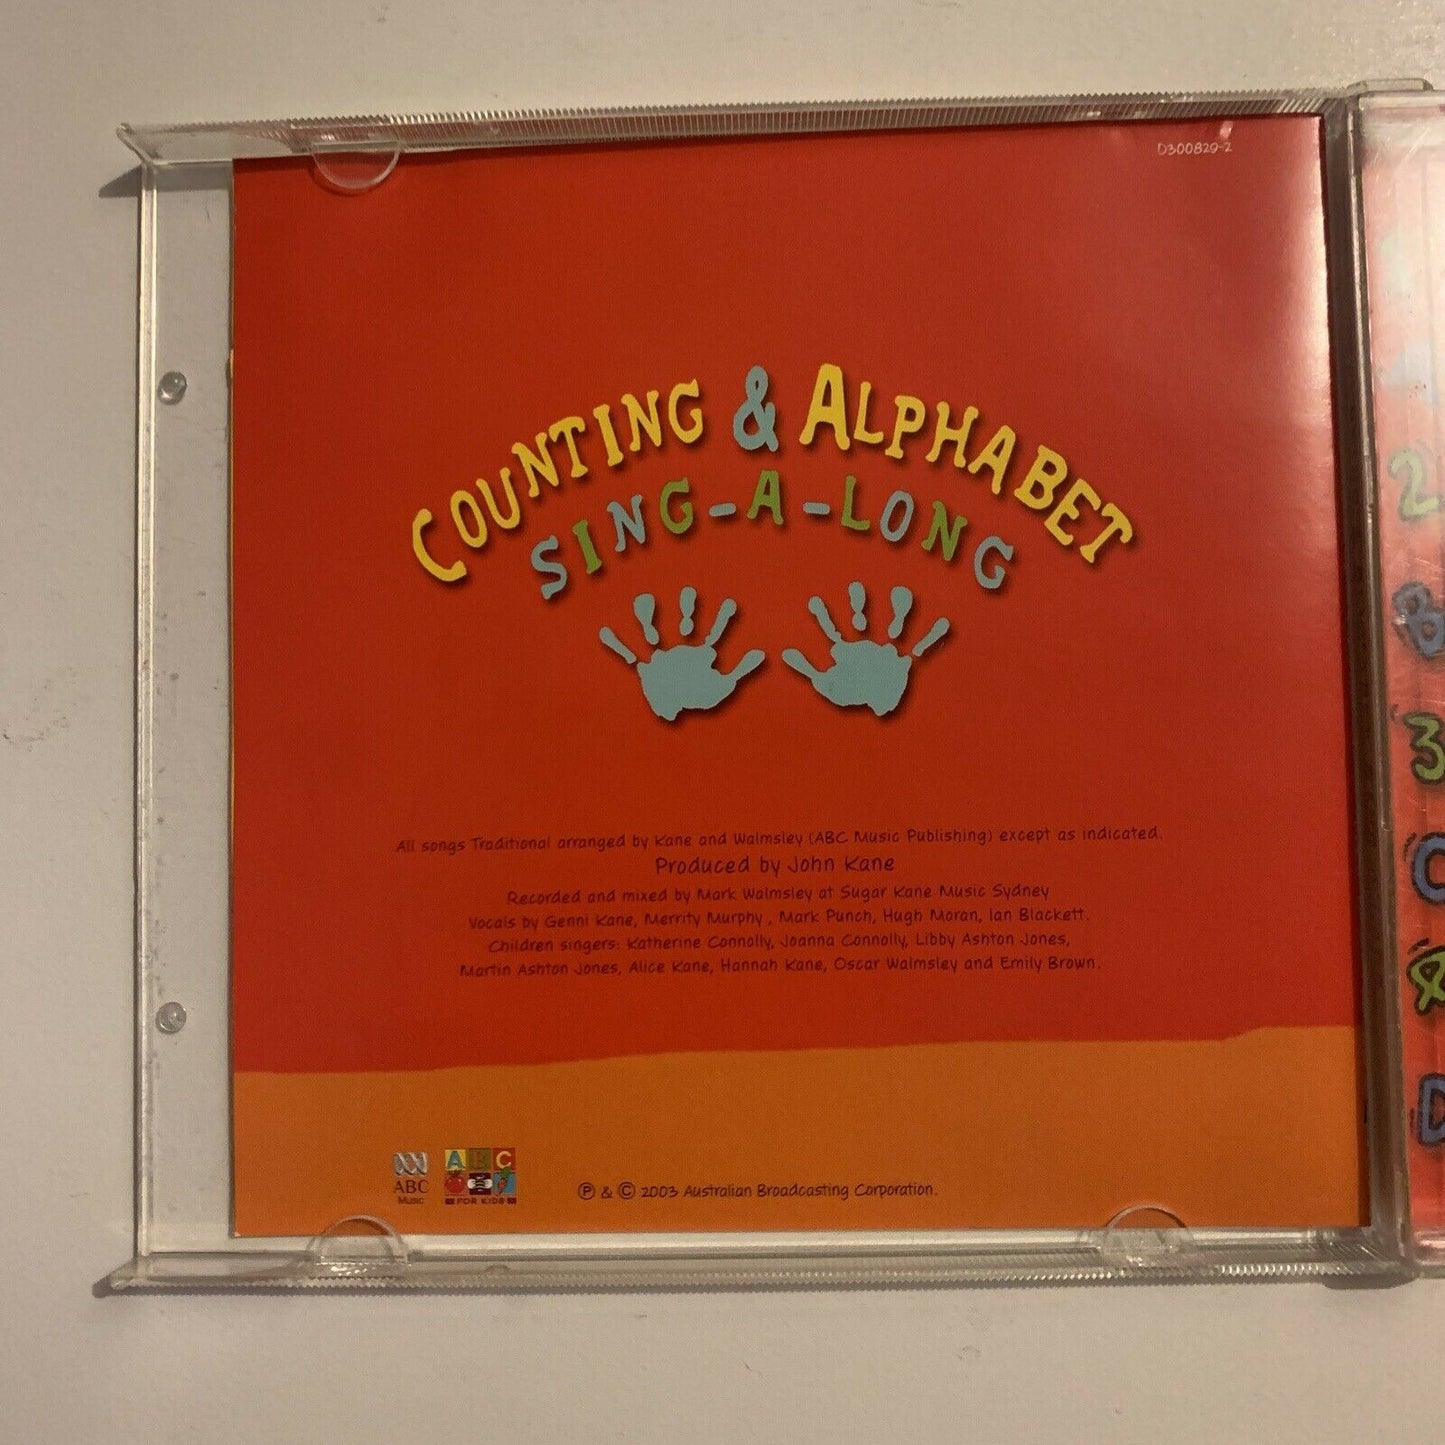 D300829-2
COUNTING & ALPHABET
SING-A-LONG
All songs Traditional arranged by Kane and Walmsley (ABC Music Publishing) except as indicated.
Produced by John Kane
Recorded and mixed by Mark Walmsley at Sugar Kane Music Sydney
Vocals by Genni Kane, Merrity Murphy , Mark Punch, Hugh Moran, Ian Blackett.
Children singers: Katherine Connolly, Joanna Connolly, Libby Ashton Jones,
Martin Ashton Jones, Alice Kane, Hannah Kane, Oscar Walmsley and Emily Brown.
ABC
Music
ABC
FOR KIDS
Ⓟ & © 2003 Australian Broadcasting Corporation.
2
B
3
C
4
D